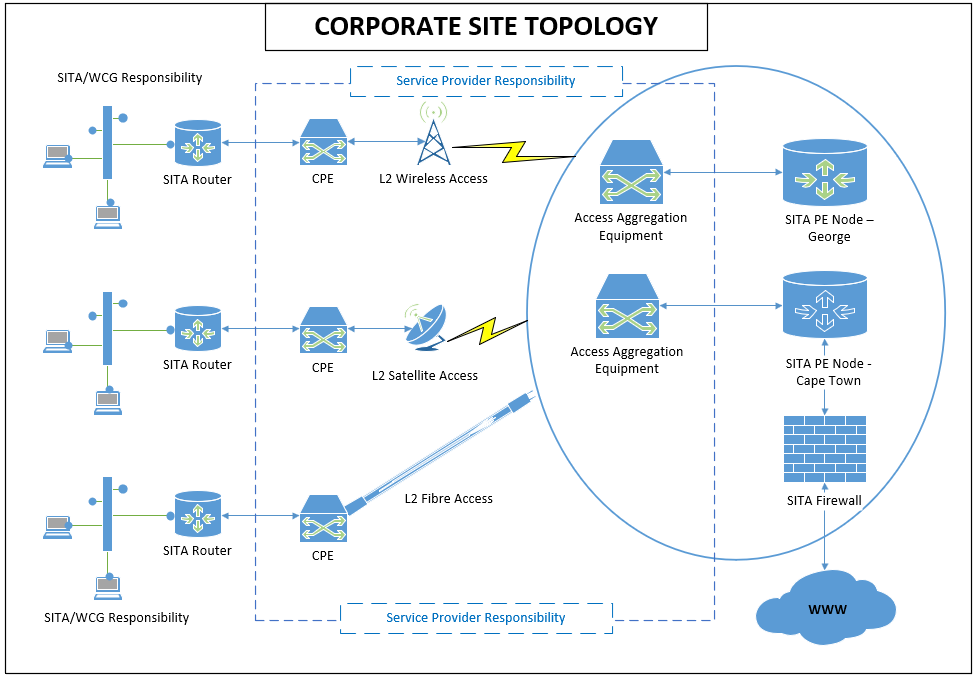 CORPORATE SITE TOPOLOGY
SITA/WCG Responsibility
Service Provider Responsibility
SITA Router
CPE
L2 Wireless Access
Access Aggregation
Equipment
SITA PE Node –
George
SITA Router
CPE
L2 Satellite Access
Access Aggregation
Equipment
SITA PE Node -
Cape Town
L2 Fibre Access
SITA Firewall
SITA Router
CPE
WWW
SITA/WCG Responsibility
Service Provider Responsibility